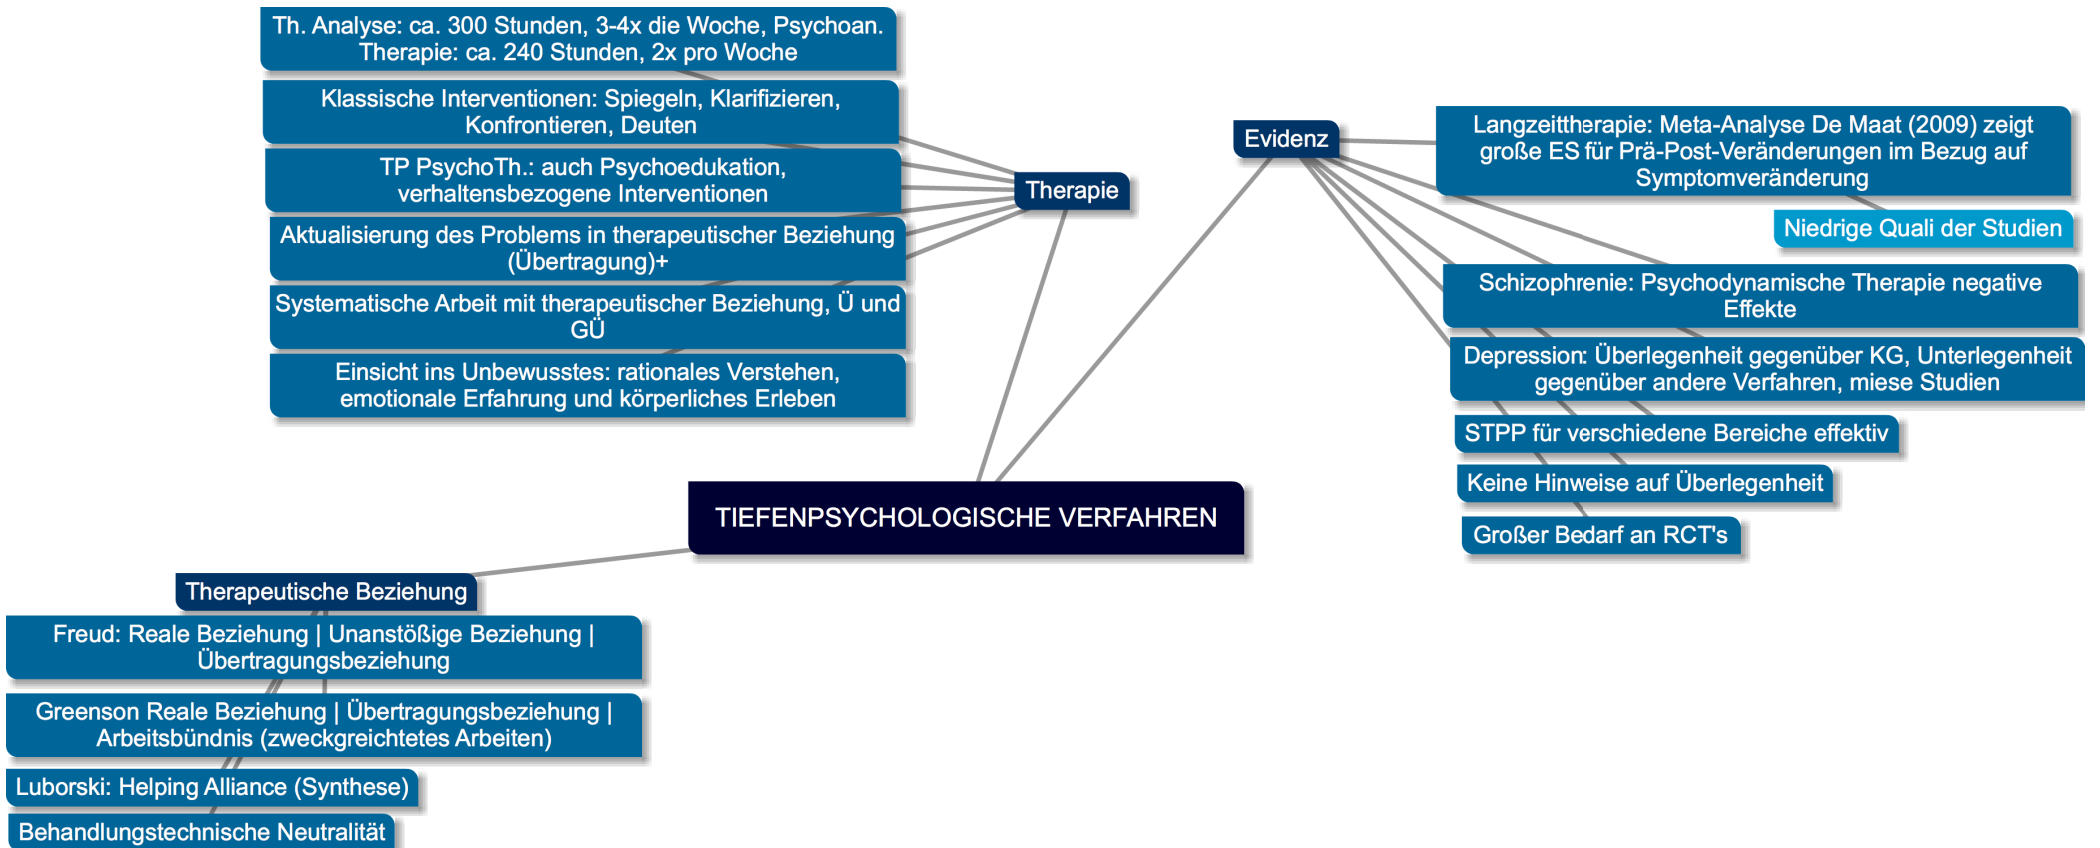 Th. Analyse: ca. 300 Stunden, 3-4x die Woche, Psychoan.
Therapie: ca. 240 Stunden, 2x pro Woche
Klassische Interventionen: Spiegeln, Klarifizieren,
Konfrontieren, Deuten
TP PsychoTh.: auch Psychoedukation,
verhaltensbezogene Interventionen
Aktualisierung des Problems in therapeutischer Beziehung
(Übertragung)+
Systematische Arbeit mit therapeutischer Beziehung, Ü und
GÜ
Einsicht ins Unbewusstes: rationales Verstehen,
emotionale Erfahrung und körperliches Erleben
Therapie
Evidenz
Langzeittherapie: Meta-Analyse De Maat (2009) zeigt
große ES für Prä-Post-Veränderungen im Bezug auf
Symptomveränderung
Niedrige Quali der Studien
Schizophrenie: Psychodynamische Therapie negative
Effekte
Depression: Überlegenheit gegenüber KG, Unterlegenheit
gegenüber andere Verfahren, miese Studien
STPP für verschiedene Bereiche effektiv
Keine Hinweise auf Überlegenheit
Großer Bedarf an RCT's
TIEFENPSYCHOLOGISCHE VERFAHREN
Therapeutische Beziehung
Freud: Reale Beziehung | Unanstößige Beziehung |
Übertragungsbeziehung
Greenson Reale Beziehung | Übertragungsbeziehung |
Arbeitsbündnis (zweckgreichtetes Arbeiten)
Luborski: Helping Alliance (Synthese)
Behandlungstechnische Neutralität